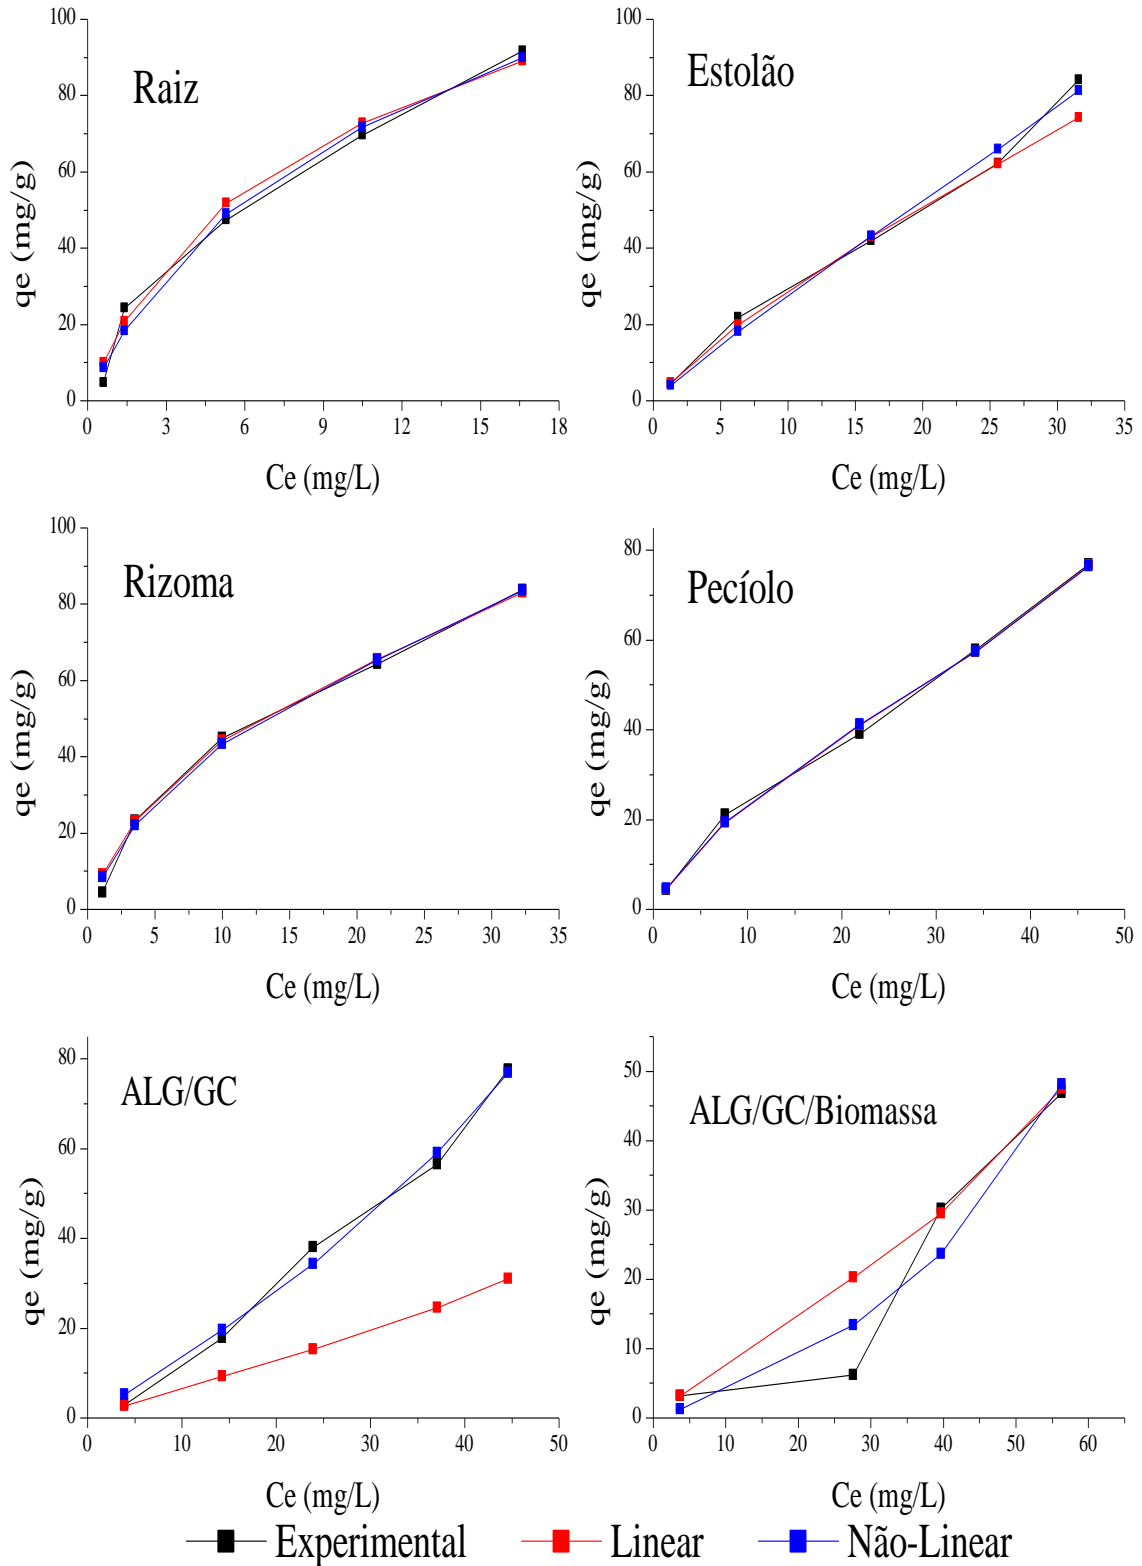 Raiz
qe (mg/g)
100
80
60
40
20
0
0 3 6 9 12 15 18
Ce (mg/L)
Estolão
qe (mg/g)
100
80
60
40
20
0
0 5 10 15 20 25 30 35
Ce (mg/L)
Rizoma
qe (mg/g)
100
80
60
40
20
0
0 5 10 15 20 25 30 35
Ce (mg/L)
Pecíolo
qe (mg/g)
80
60
40
20
0
0 10 20 30 40 50
Ce (mg/L)
ALG/GC
qe (mg/g)
80
60
40
20
0
0 10 20 30 40 50
Ce (mg/L)
ALG/GC/Biomassa
qe (mg/g)
50
40
30
20
10
0
0 10 20 30 40 50 60
Ce (mg/L)
Experimental Linear Não-Linear